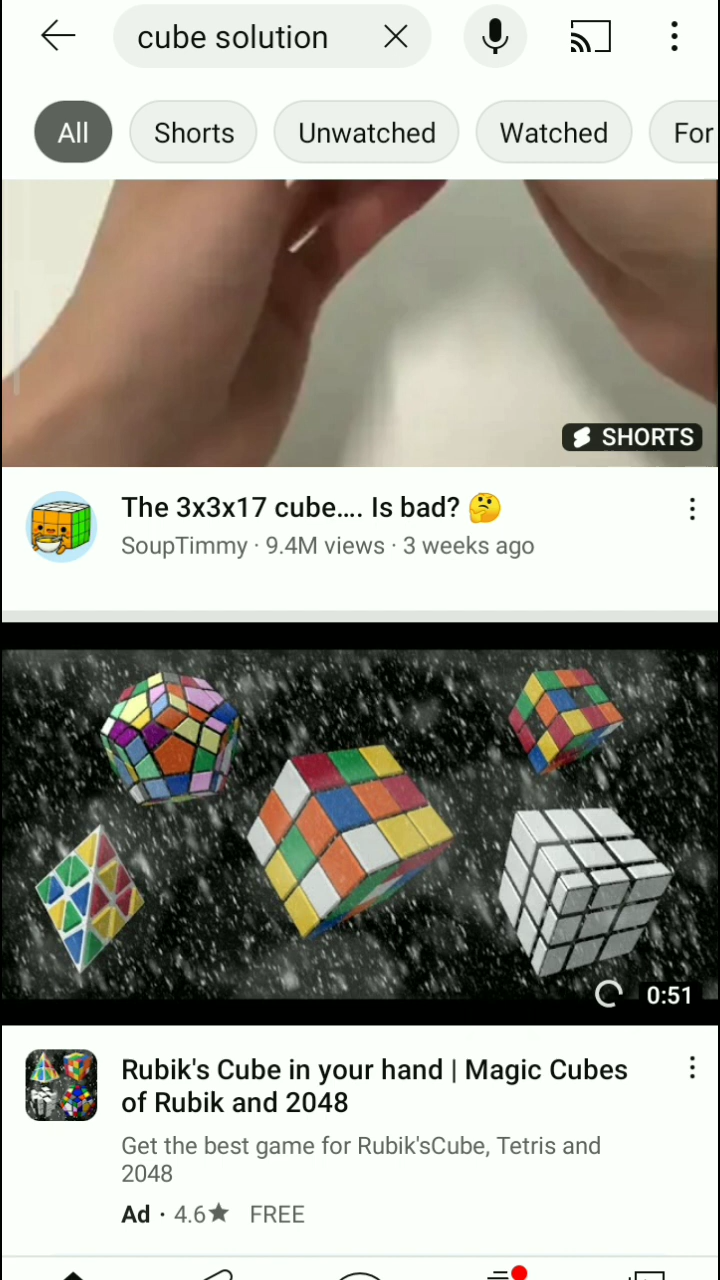 cube solution
All Shorts Unwatched Watched For
SHORTS
The 3x3x17 cube.... Is bad? 🤔
SoupTimmy · 9.4M views · 3 weeks ago
0:51
Rubik's Cube in your hand | Magic Cubes
of Rubik and 2048
Get the best game for Rubik'sCube, Tetris and
2048
Ad · 4.6★ FREE